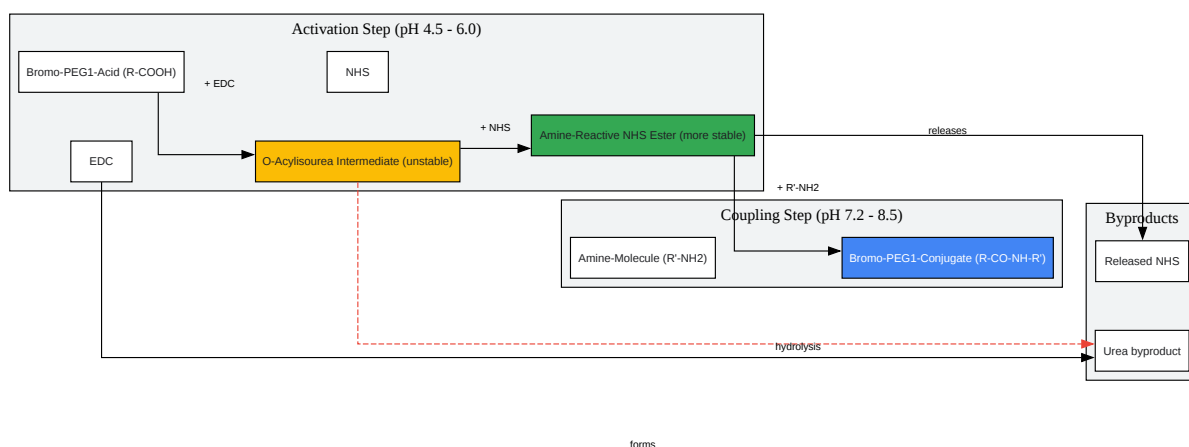 Activation Step (pH 4.5 - 6.0)
Bromo-PEG1-Acid (R-COOH)
NHS
+ EDC
+ NHS
Amine-Reactive NHS Ester (more stable)
releases
EDC
O-Acylisourea Intermediate (unstable)
+ R'-NH2
Coupling Step (pH 7.2 - 8.5)
Byproducts
Amine-Molecule (R'-NH2)
Bromo-PEG1-Conjugate (R-CO-NH-R')
Released NHS
hydrolysis
Urea byproduct
forms